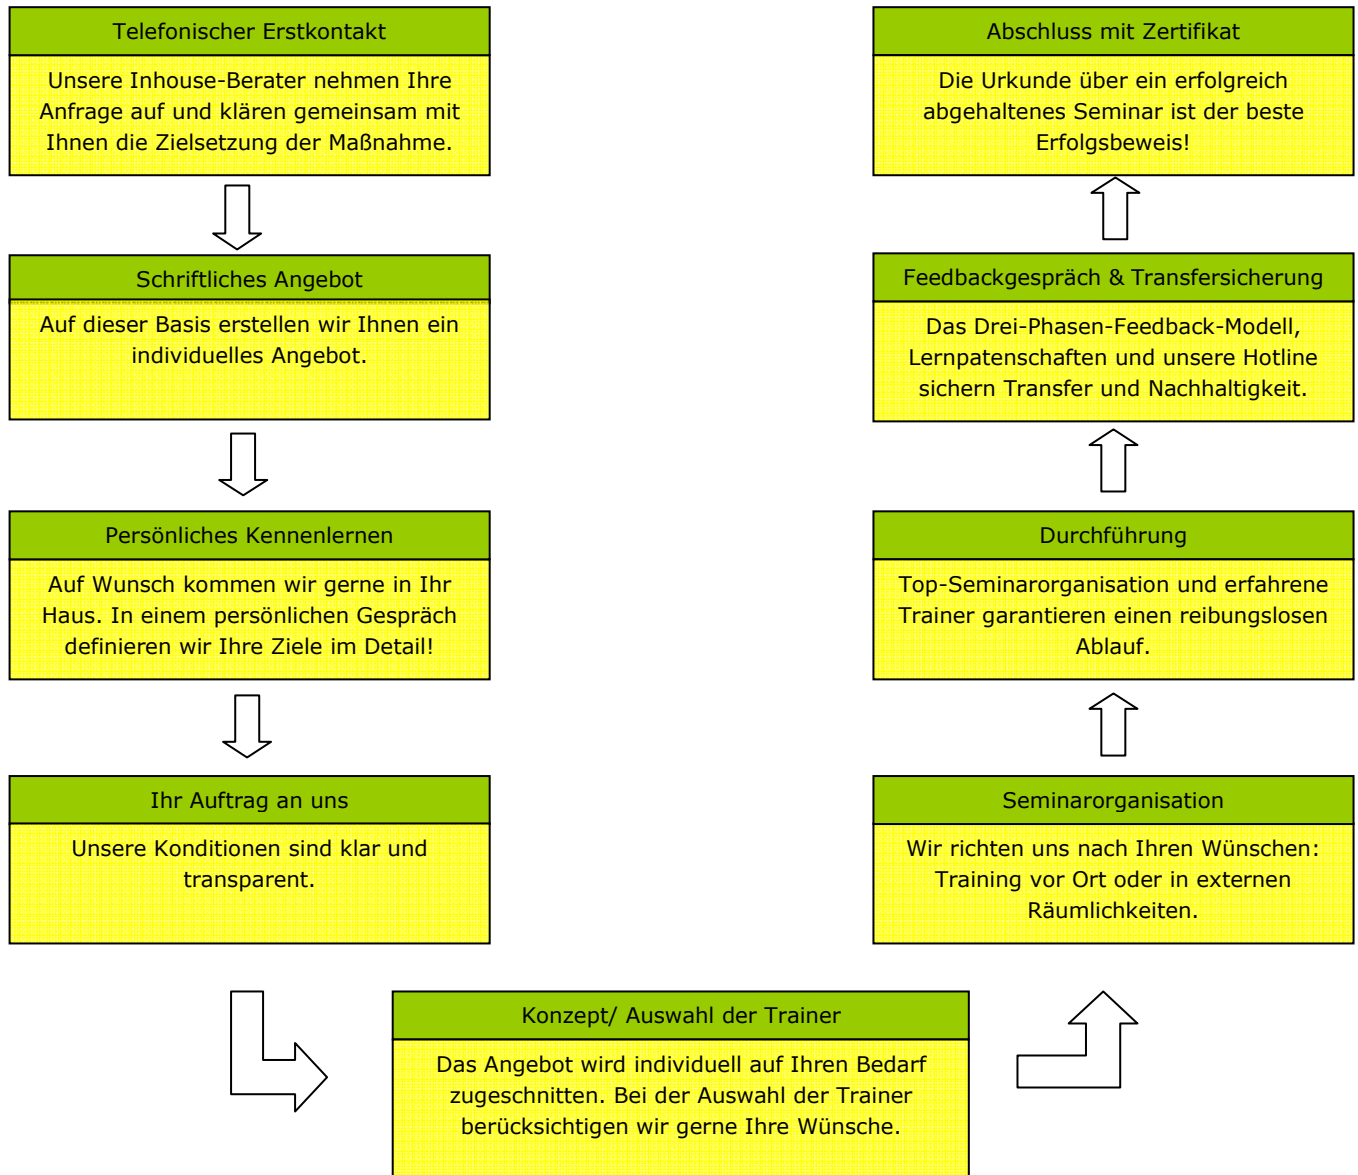 Telefonischer Erstkontakt
Unsere Inhouse-Berater nehmen Ihre
Anfrage auf und klären gemeinsam mit
Ihnen die Zielsetzung der Maßnahme.
Schriftliches Angebot
Auf dieser Basis erstellen wir Ihnen ein
individuelles Angebot.
Persönliches Kennenlernen
Auf Wunsch kommen wir gerne in Ihr
Haus. In einem persönlichen Gespräch
definieren wir Ihre Ziele im Detail!
Ihr Auftrag an uns
Unsere Konditionen sind klar und
transparent.
Konzept/ Auswahl der Trainer
Das Angebot wird individuell auf Ihren Bedarf
zugeschnitten. Bei der Auswahl der Trainer
berücksichtigen wir gerne Ihre Wünsche.
Seminarorganisation
Wir richten uns nach Ihren Wünschen:
Training vor Ort oder in externen
Räumlichkeiten.
Durchführung
Top-Seminarorganisation und erfahrene
Trainer garantieren einen reibungslosen
Ablauf.
Feedbackgespräch & Transfersicherung
Das Drei-Phasen-Feedback-Modell,
Lernpatenschaften und unsere Hotline
sichern Transfer und Nachhaltigkeit.
Abschluss mit Zertifikat
Die Urkunde über ein erfolgreich
abgehaltenes Seminar ist der beste
Erfolgsbeweis!